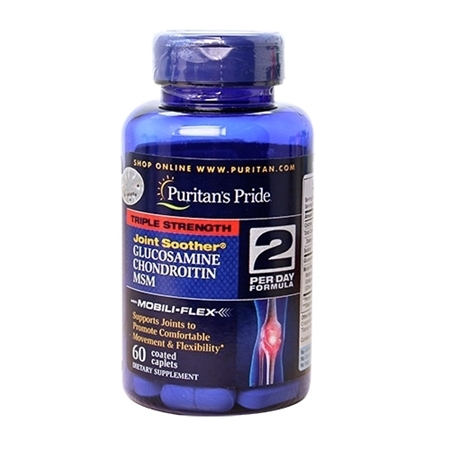 SHOP ONLINE WWW.PURITAN.COM
Puritan's Pride
TRIPLE STRENGTH
Joint Soother®
GLUCOSAMINE
CHONDROITIN
MSM
2
PER DAY
FORMULA
MOBILI-FLEX
Supports Joints to
Promote Comfortable
Movement & Flexibility*
60 coated
caplets
DIETARY SUPPLEMENT